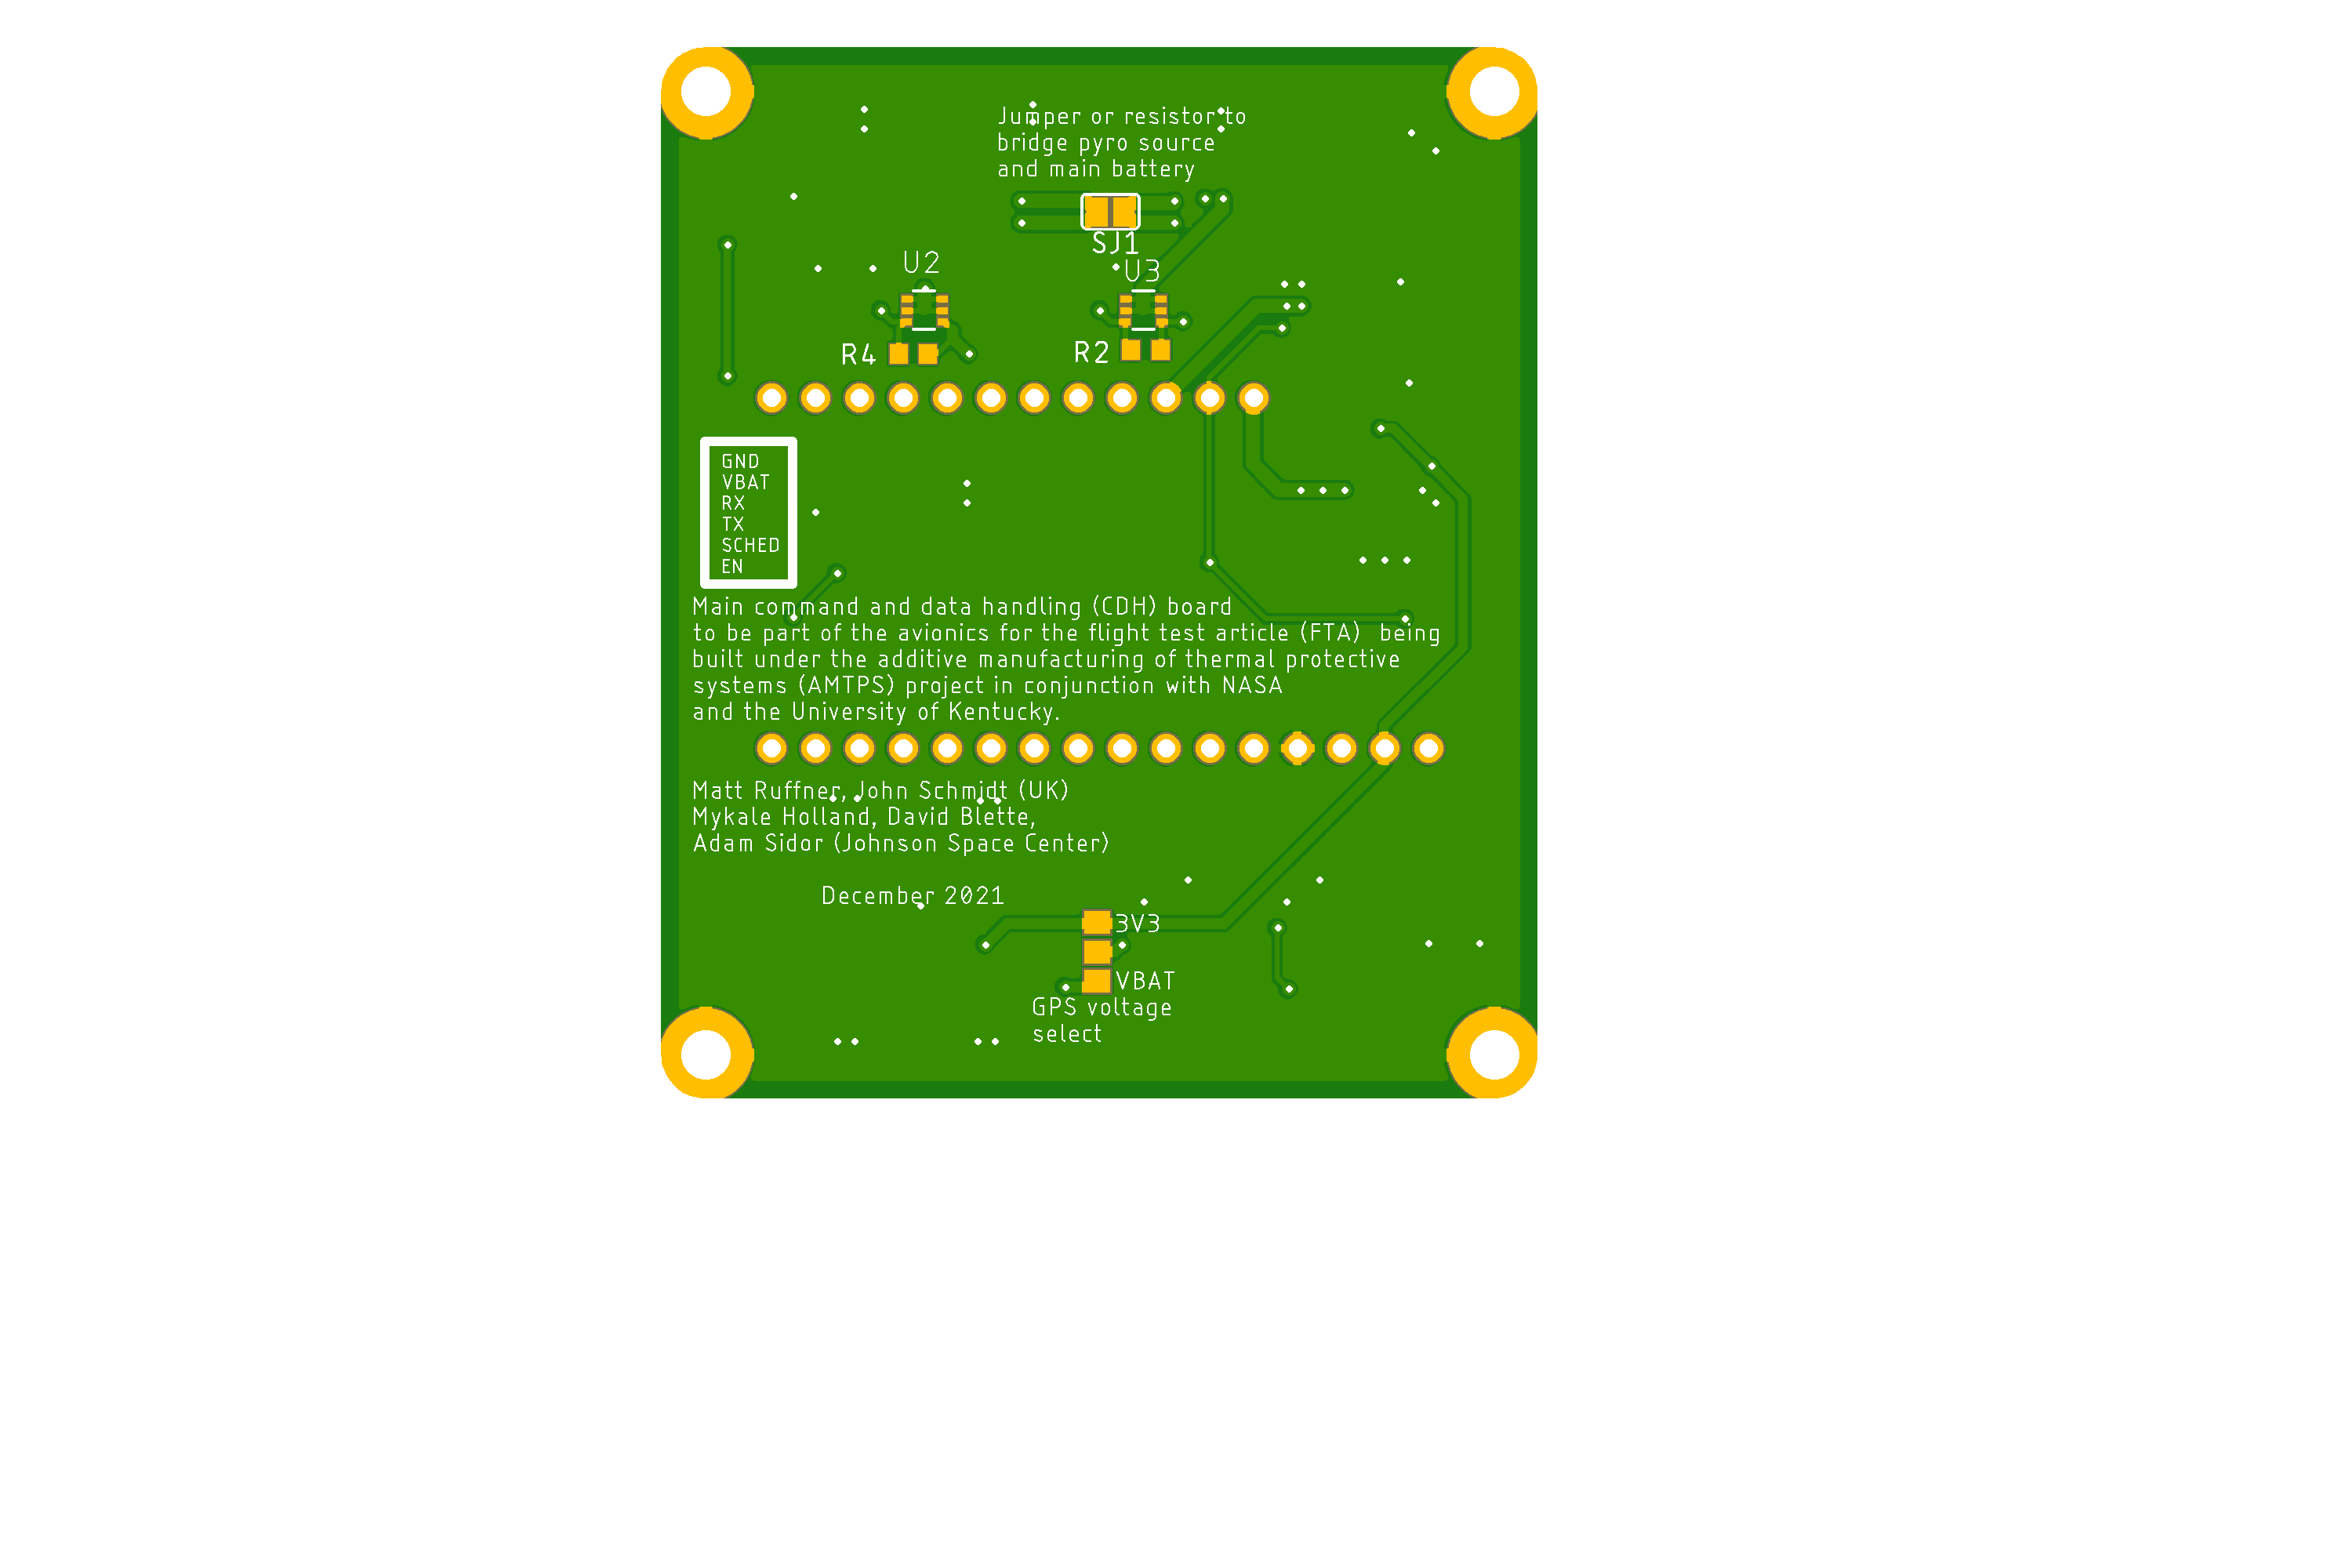 Jumper or resistor to
bridge pyro source
and main battery
SJ1
U2
U3
R4
R2
GND
VBAT
RX
TX
SCHED
EN
Main command and data handling (CDH) board
to be part of the avionics for the flight test article (FTA) being
built under the additive manufacturing of thermal protective
systems (AMTPS) project in conjunction with NASA
and the University of Kentucky.
Matt Ruffner, John Schmidt (UK)
Mykale Holland, David Blette,
Adam Sidor (Johnson Space Center)
December 2021
3V3
VBAT
GPS voltage
select